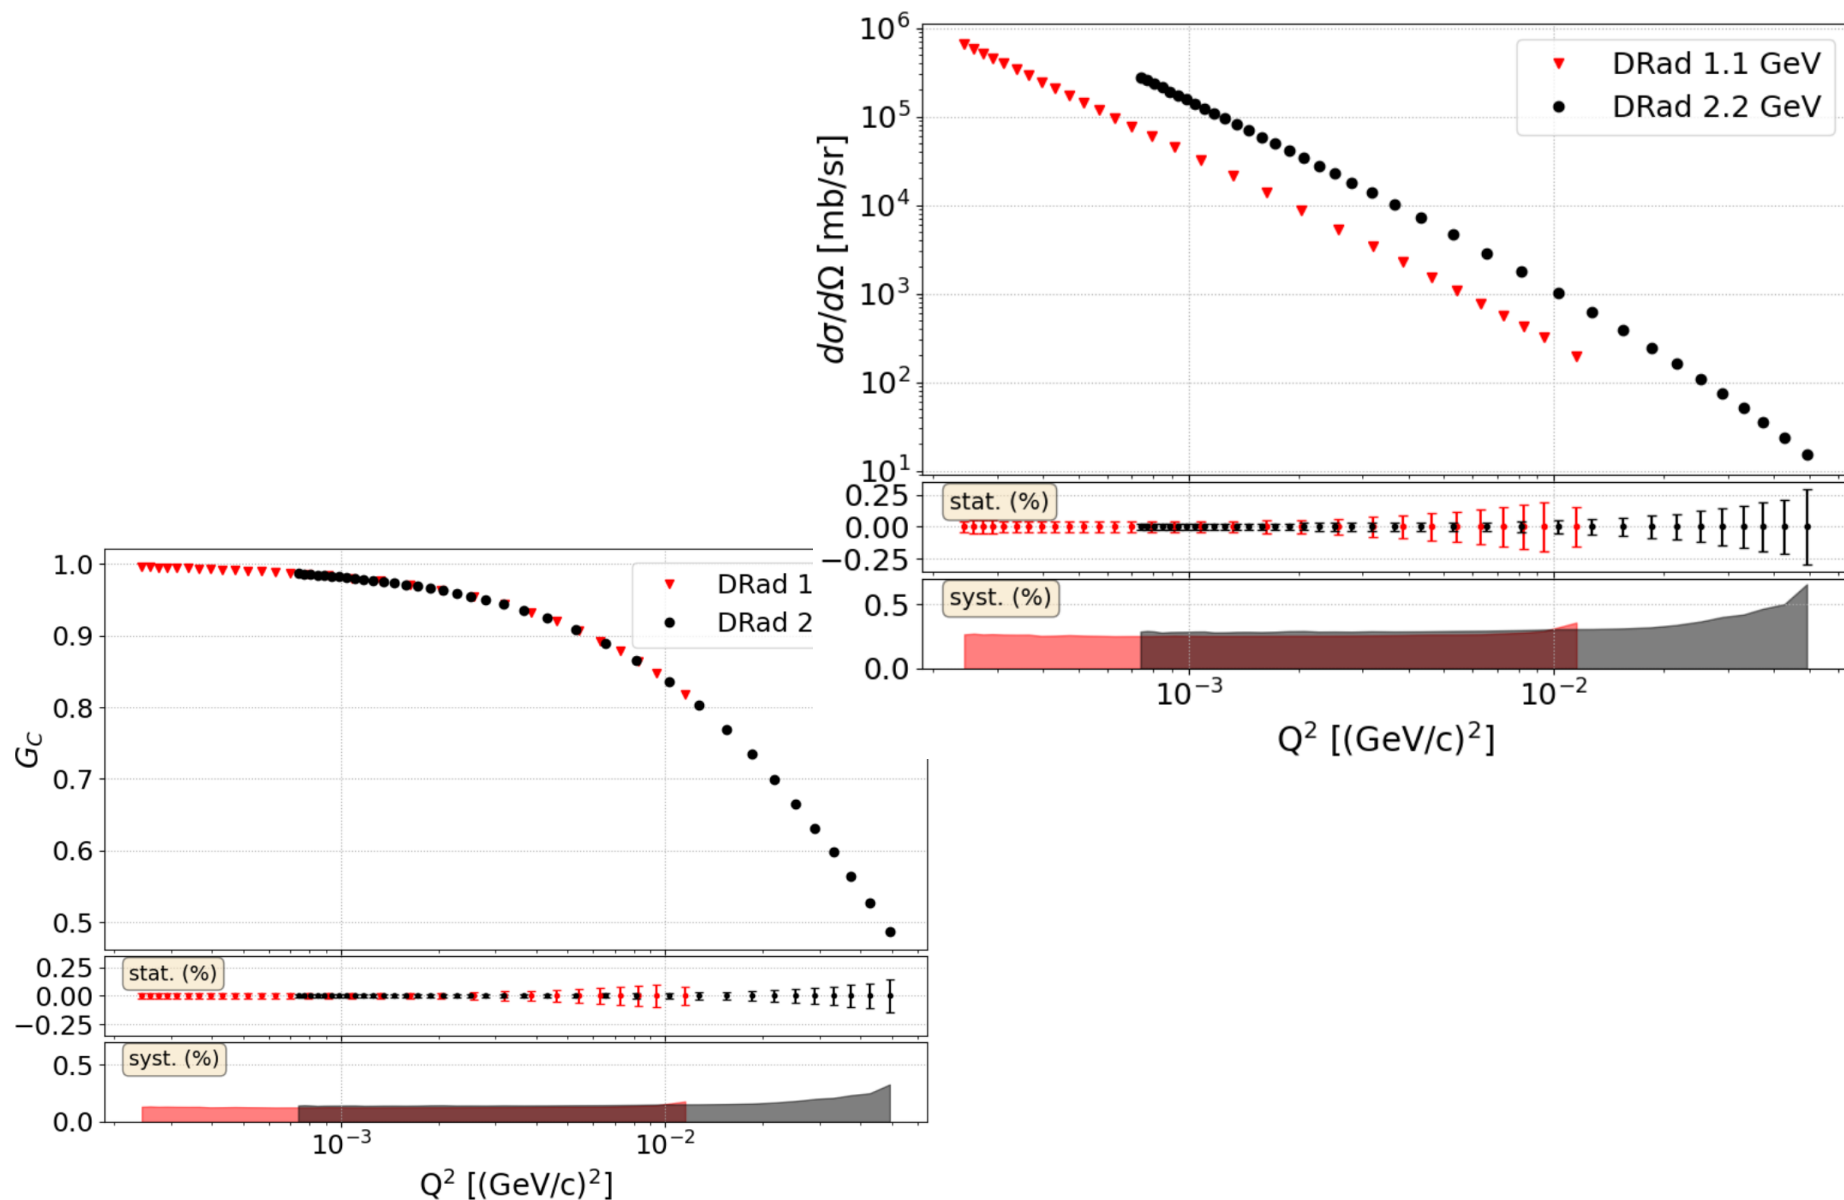 10⁶
DRad 1.1 GeV
DRad 2.2 GeV
10⁵
10⁴
10³
10²
10¹
dσ/dΩ [mb/sr]
0.25
0.00
−0.25
stat. (%)
0.5
0.0
syst. (%)
10⁻³
10⁻²
Q² [(GeV/c)²]
1.0
0.9
0.8
0.7
0.6
0.5
G_C
DRad 1
DRad 2
0.25
0.00
−0.25
stat. (%)
0.5
0.0
syst. (%)
10⁻³
10⁻²
Q² [(GeV/c)²]